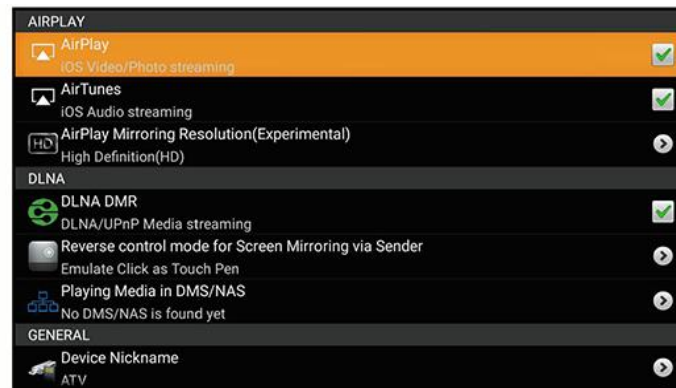 AIRPLAY
AirPlay
iOS Video/Photo streaming
AirTunes
iOS Audio streaming
HD
AirPlay Mirroring Resolution(Experimental)
High Definition(HD)
DLNA
DLNA DMR
DLNA/UPnP Media streaming
Reverse control mode for Screen Mirroring via Sender
Emulate Click as Touch Pen
Playing Media in DMS/NAS
No DMS/NAS is found yet
GENERAL
Device Nickname
ATV